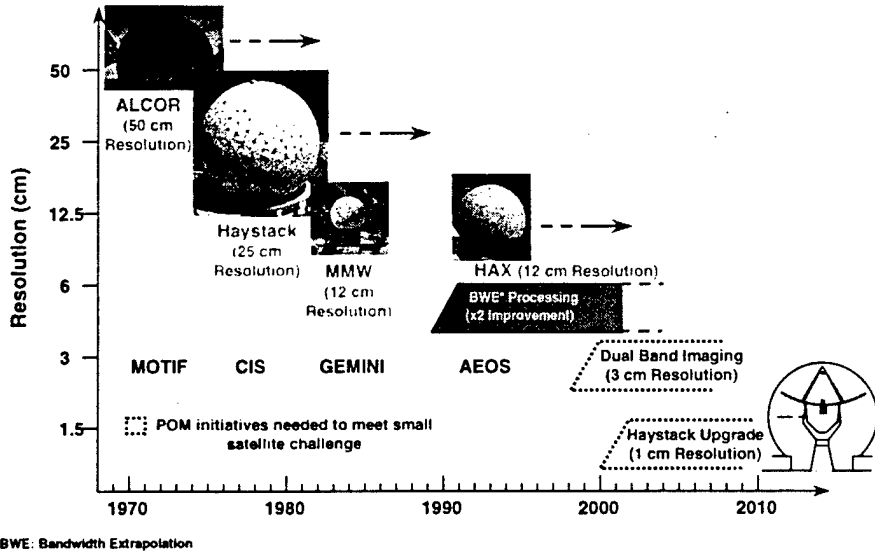 Resolution (cm)
50
25
12.5
6
3
1.5
ALCOR
(50 cm
Resolution)
Haystack
(25 cm
Resolution)
MMW
(12 cm
Resolution)
HAX (12 cm Resolution)
BWE* Processing
(x2 Improvement)
MOTIF CIS GEMINI AEOS
Dual Band Imaging
(3 cm Resolution)
POM initiatives needed to meet small
satellite challenge
Haystack Upgrade
(1 cm Resolution)
1970 1980 1990 2000 2010
BWE: Bandwidth Extrapolation